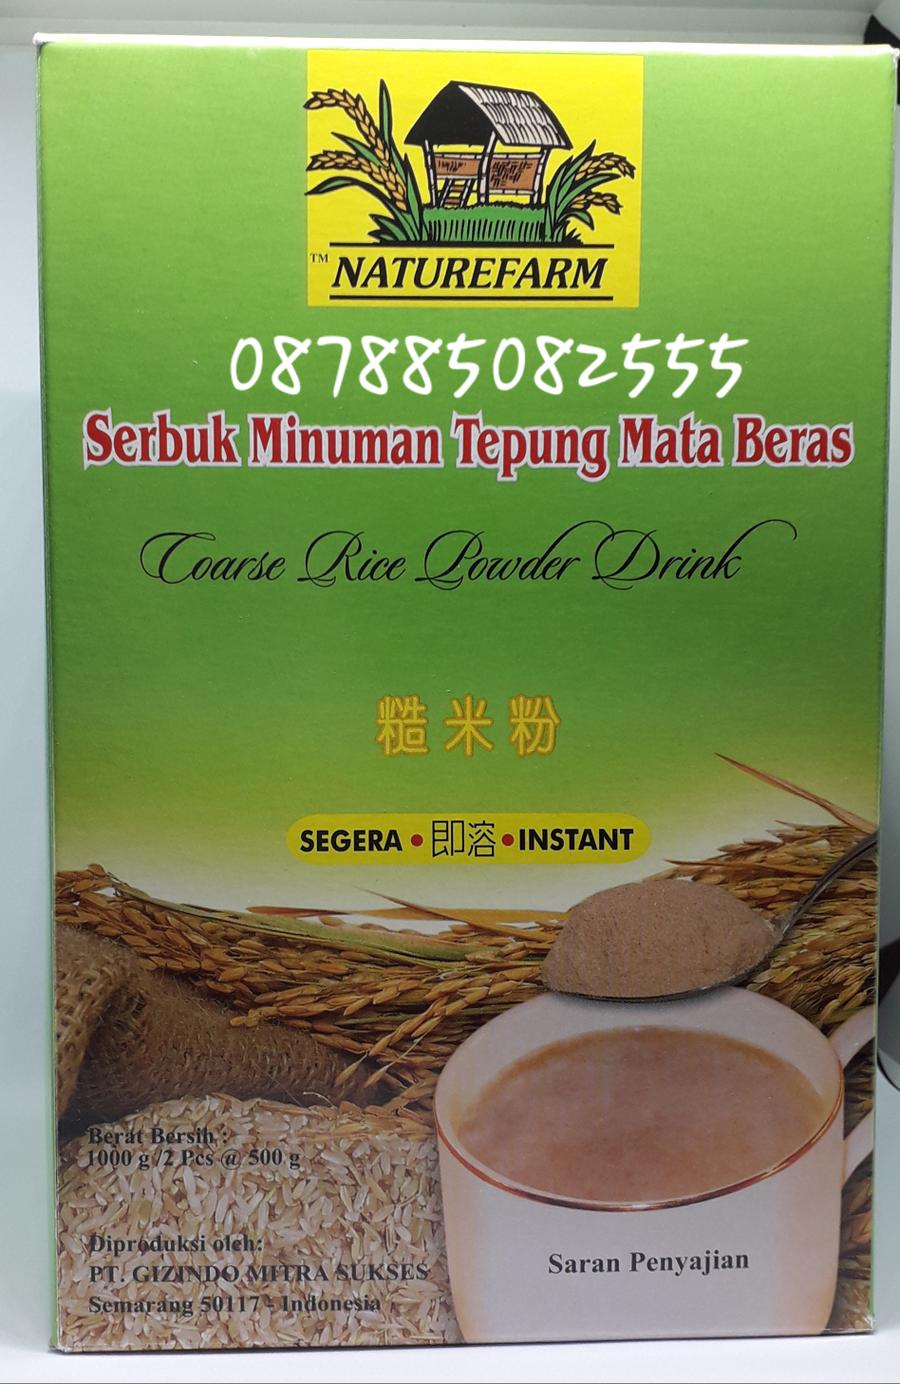 ™ NATUREFARM
087885082555
Serbuk Minuman Tepung Mata Beras
Coarse Rice Powder Drink
糙米粉
SEGERA • 即溶 • INSTANT
Berat Bersih :
1000 g /2 Pcs @ 500 g
Diproduksi oleh:
PT. GIZINDO MITRA SUKSES
Semarang 50117 - Indonesia
Saran Penyajian